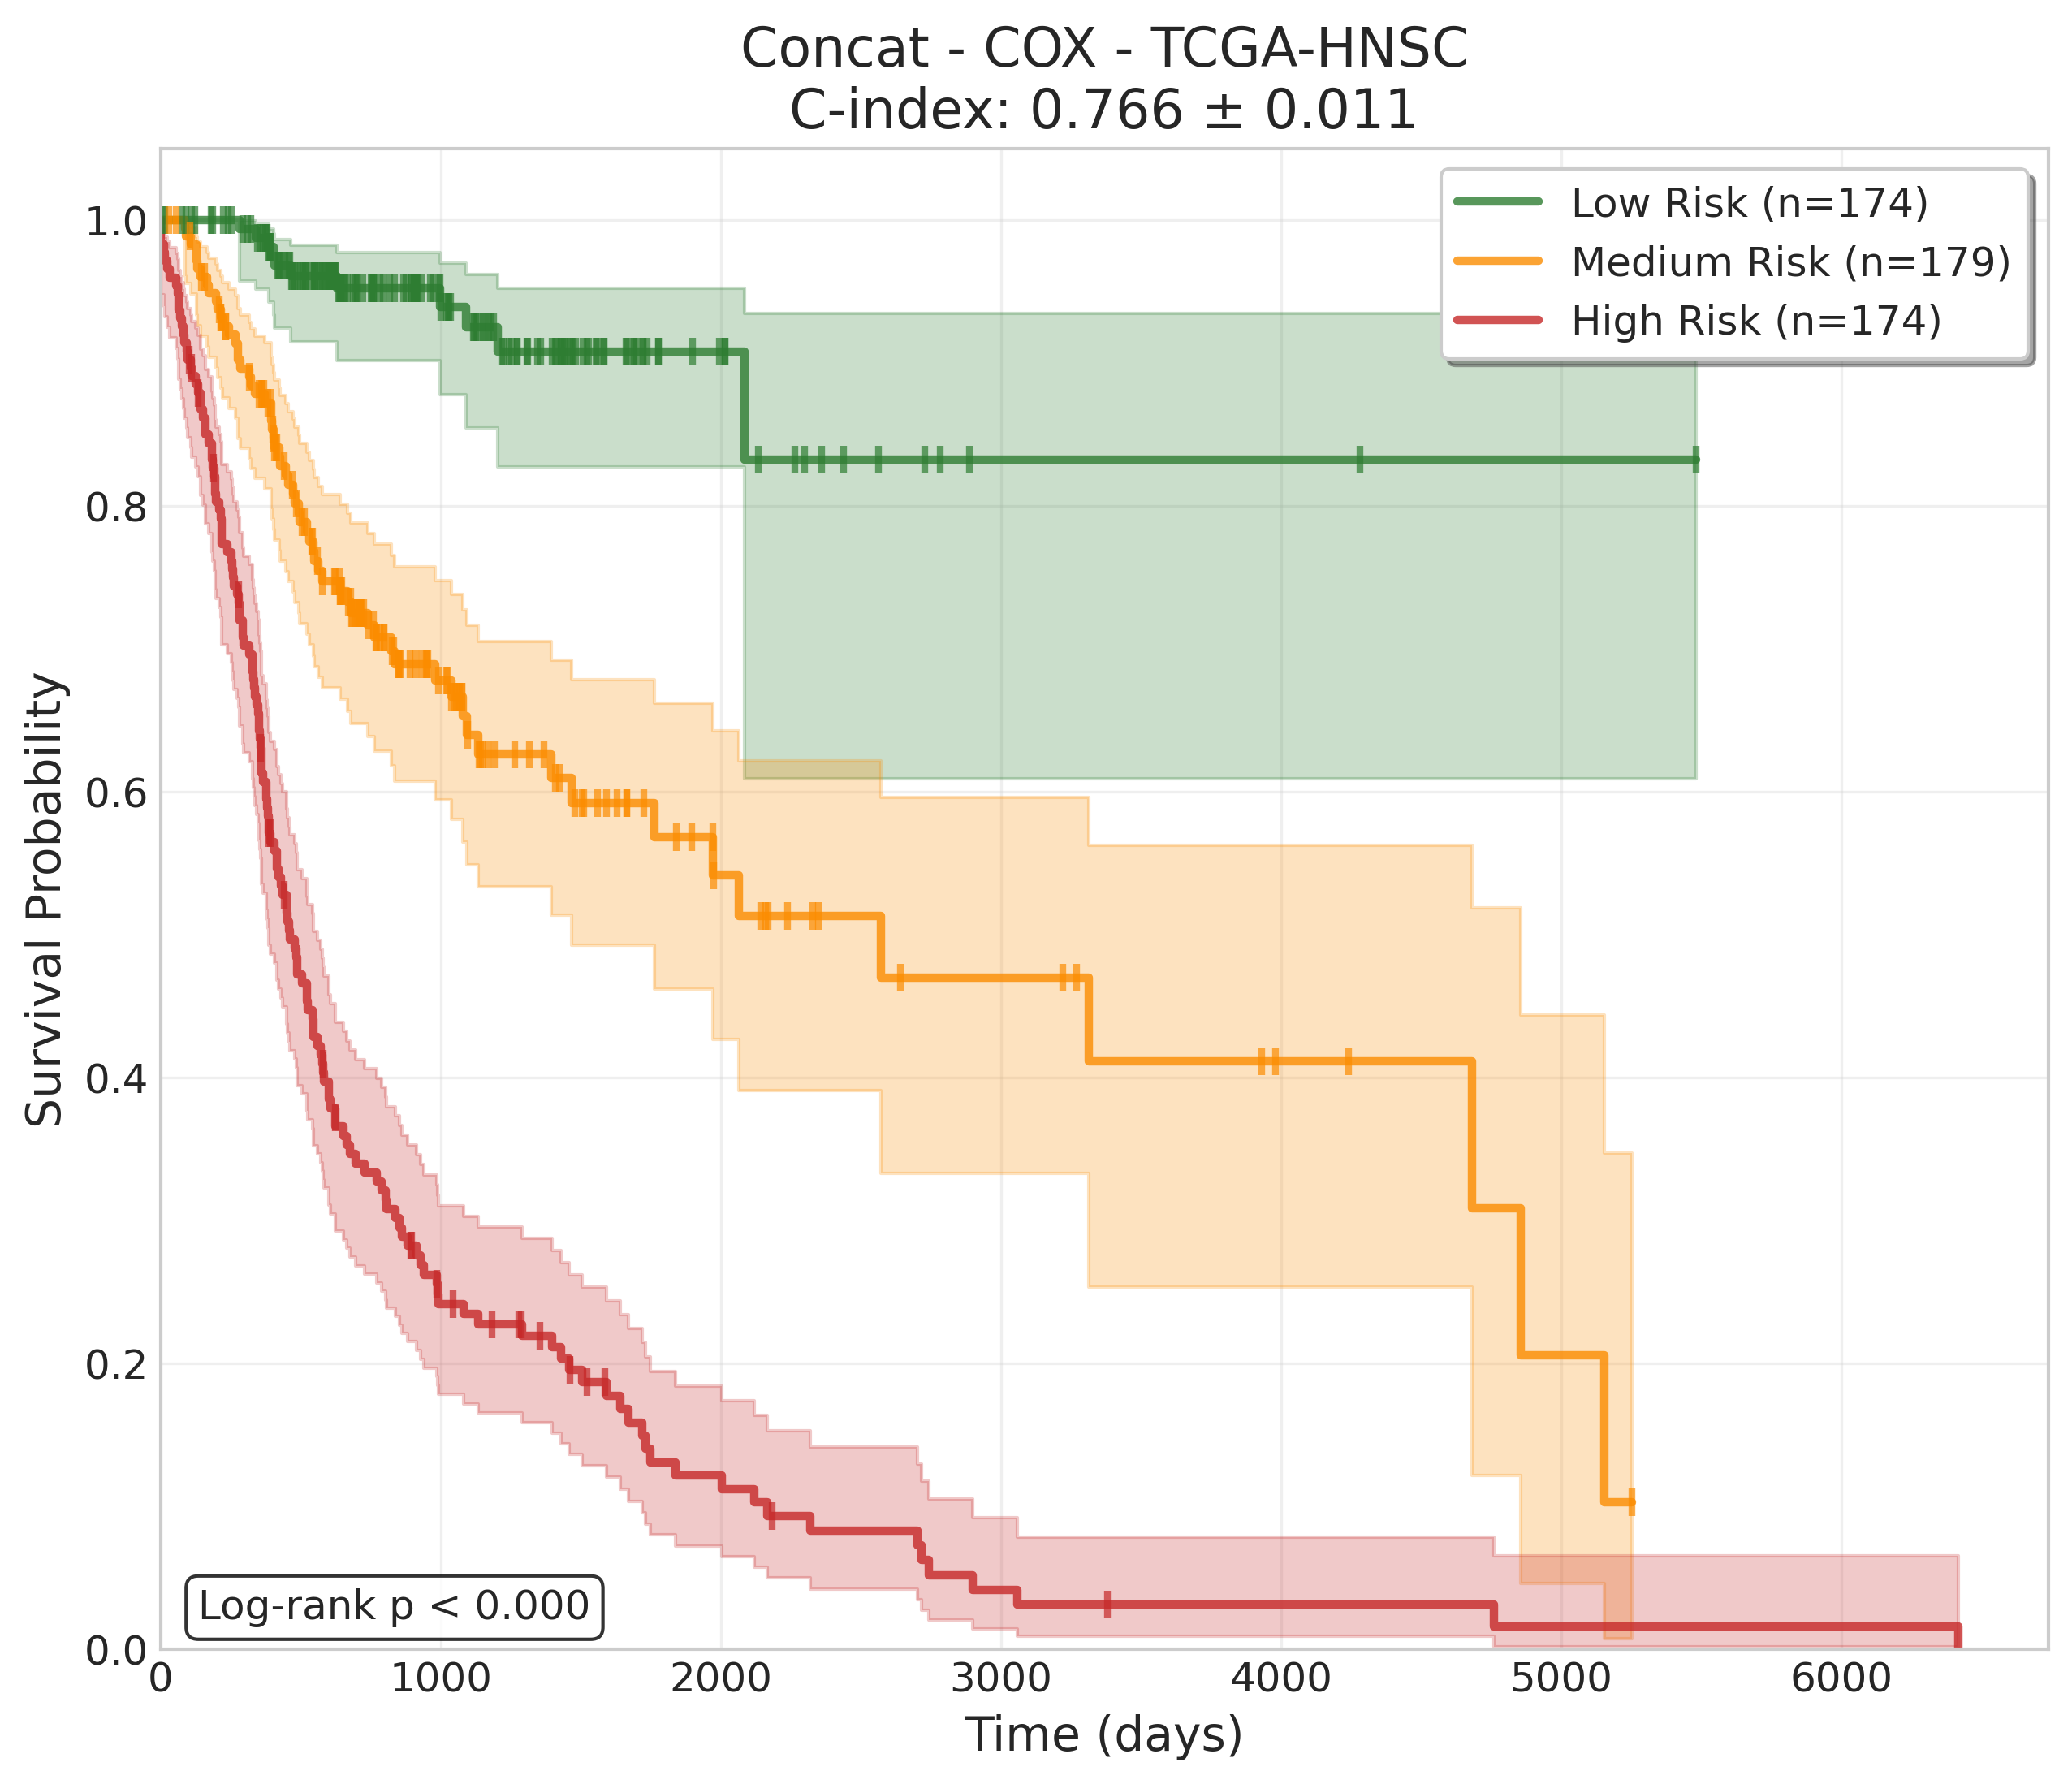 Concat - COX - TCGA-HNSC
C-index: 0.766 ± 0.011
Low Risk (n=174)
Medium Risk (n=179)
High Risk (n=174)
Survival Probability
1.0
0.8
0.6
0.4
0.2
0.0
Log-rank p < 0.000
0 1000 2000 3000 4000 5000 6000
Time (days)